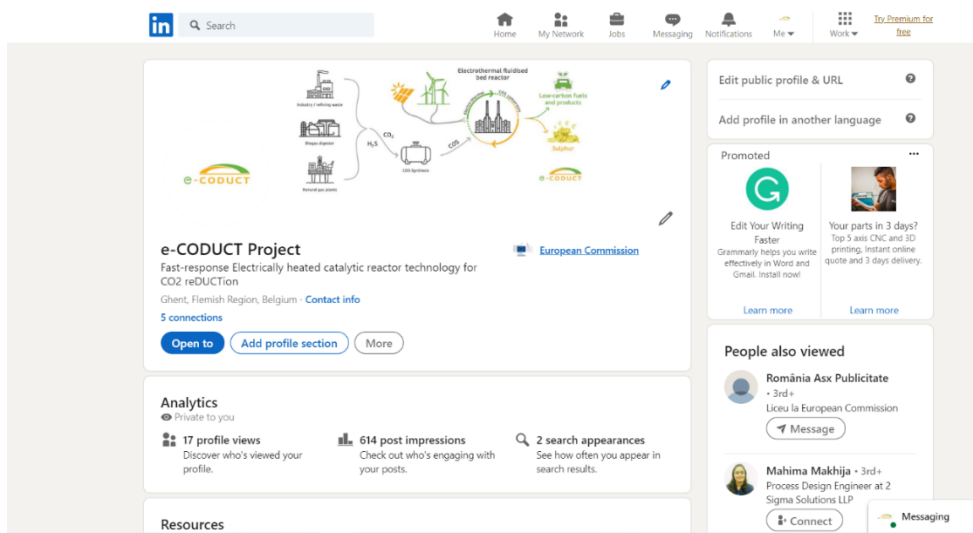 in
Search
Home
My Network
Jobs
Messaging
Notifications
Me
Work
Try Premium for
free
Industry / refining waste
Biogas digester
Natural gas plants
CO2
H2S
COS Synthesis
COS
Electrothermal fluidised
bed reactor
Low-carbon fuels
and products
Sulphur
e-CODUCT
e-CODUCT
e-CODUCT Project
European Commission
Fast-response Electrically heated catalytic reactor technology for
CO2 reDUCTion
Ghent, Flemish Region, Belgium · Contact info
5 connections
Open to
Add profile section
More
Analytics
Private to you
17 profile views
Discover who's viewed your
profile.
614 post impressions
Check out who's engaging with
your posts.
2 search appearances
See how often you appear in
search results.
Resources
Edit public profile & URL
Add profile in another language
Promoted
Edit Your Writing
Faster
Grammarly helps you write
effectively in Word and
Gmail. Install now!
Learn more
Your parts in 3 days?
Top 5 axis CNC and 3D
printing, Instant online
quote and 3 days delivery.
Learn more
People also viewed
România Asx Publicitate
• 3rd+
Liceu la European Commission
Message
Mahima Makhija • 3rd+
Process Design Engineer at 2
Sigma Solutions LLP
Connect
Messaging